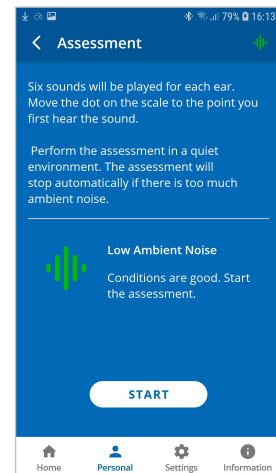 79% 16:13
Assessment
Six sounds will be played for each ear.
Move the dot on the scale to the point you
first hear the sound.
Perform the assessment in a quiet
environment. The assessment will
stop automatically if there is too much
ambient noise.
Low Ambient Noise
Conditions are good. Start
the assessment.
START
Home Personal Settings Information